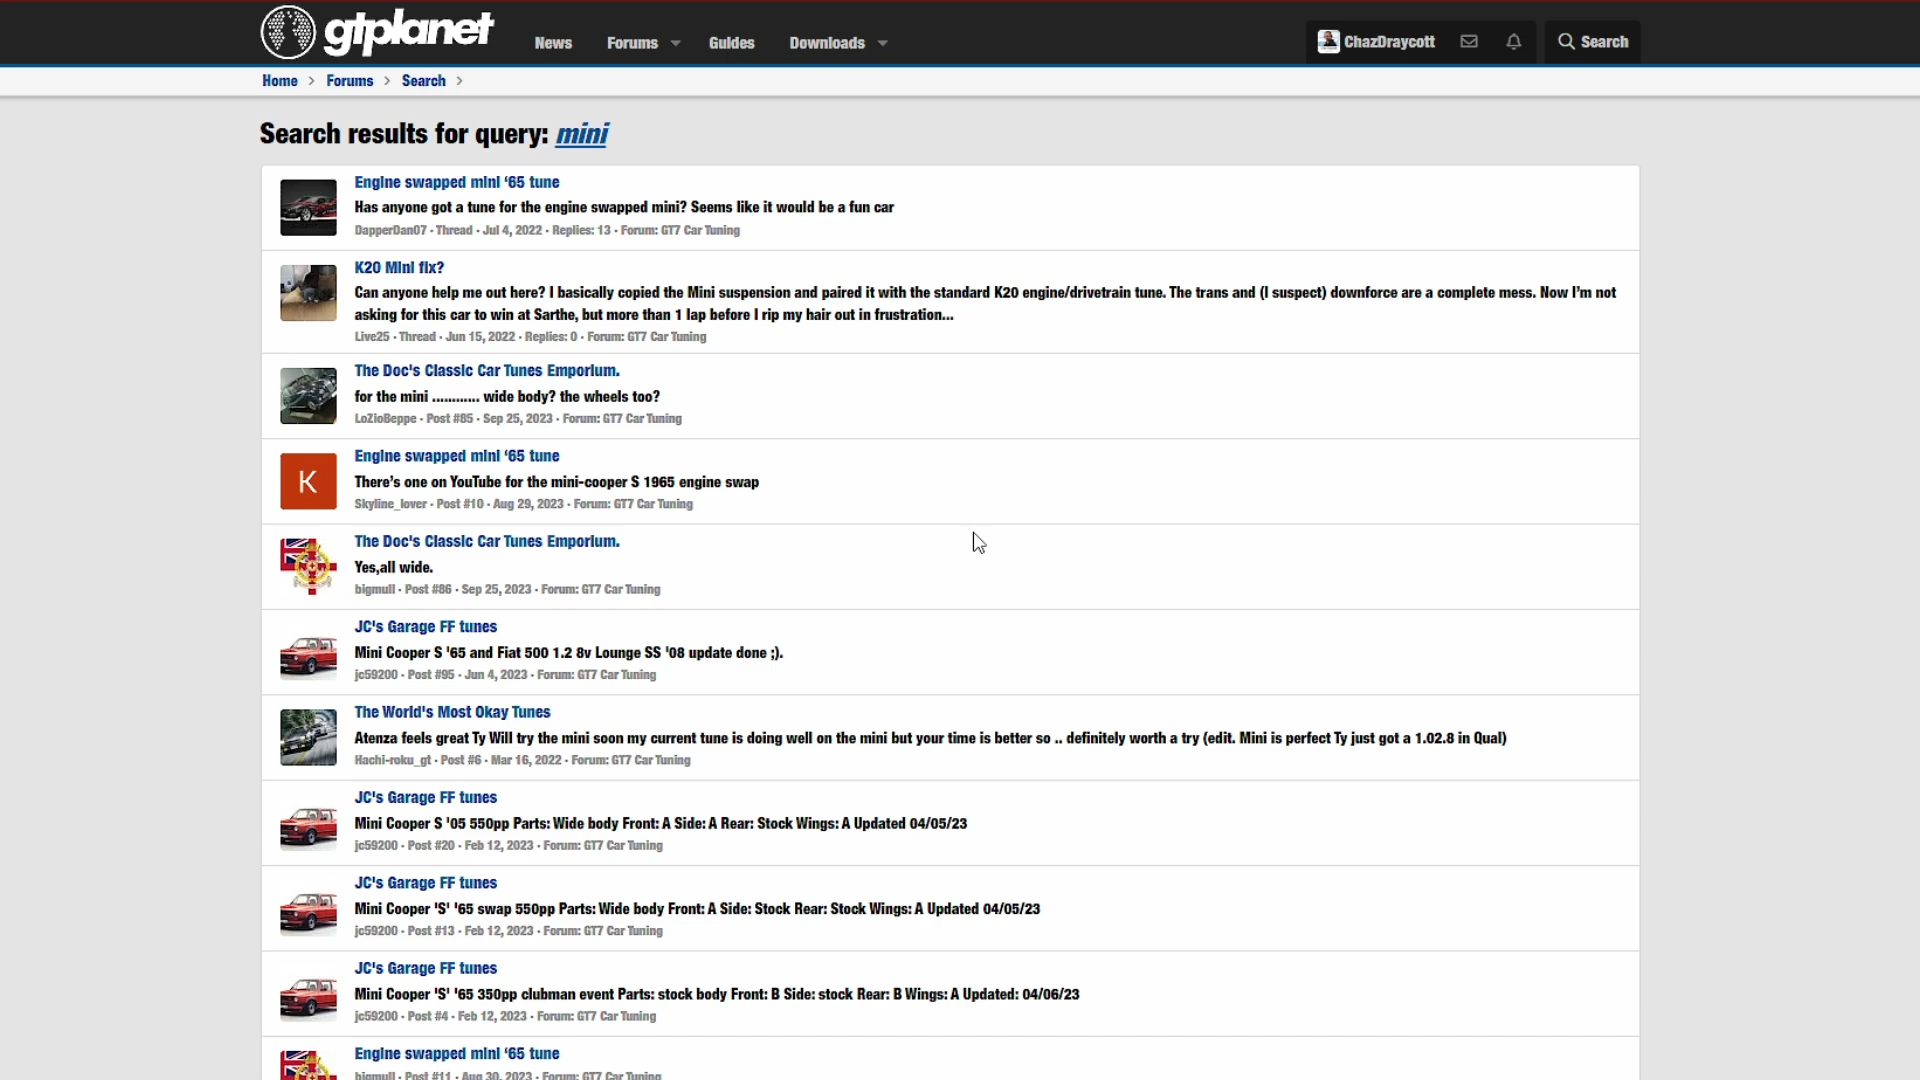 gtplanet
News
Forums
Guides
Downloads
ChazDraycott
Search
Home > Forums > Search >
Search results for query: mini
Engine swapped mini ‘65 tune
Has anyone got a tune for the engine swapped mini? Seems like it would be a fun car
DapperDan07 · Thread · Jul 4, 2022 · Replies: 13 · Forum: GT7 Car Tuning
K20 Mini fix?
Can anyone help me out here? I basically copied the Mini suspension and paired it with the standard K20 engine/drivetrain tune. The trans and (I suspect) downforce are a complete mess. Now I’m not
asking for this car to win at Sarthe, but more than 1 lap before I rip my hair out in frustration...
Live25 · Thread · Jun 15, 2022 · Replies: 0 · Forum: GT7 Car Tuning
The Doc's Classic Car Tunes Emporium.
for the mini ............ wide body? the wheels too?
LoZioBeppe · Post #85 · Sep 25, 2023 · Forum: GT7 Car Tuning
K
Engine swapped mini ‘65 tune
There’s one on YouTube for the mini-cooper S 1965 engine swap
Skyline_lover · Post #10 · Aug 29, 2023 · Forum: GT7 Car Tuning
The Doc's Classic Car Tunes Emporium.
Yes,all wide.
bigmull · Post #86 · Sep 25, 2023 · Forum: GT7 Car Tuning
JC's Garage FF tunes
Mini Cooper S '65 and Fiat 500 1.2 8v Lounge SS '08 update done ;).
jc59200 · Post #95 · Jun 4, 2023 · Forum: GT7 Car Tuning
The World's Most Okay Tunes
Atenza feels great Ty Will try the mini soon my current tune is doing well on the mini but your time is better so .. definitely worth a try (edit. Mini is perfect Ty just got a 1.02.8 in Qual)
Hachi-roku_gt · Post #6 · Mar 16, 2022 · Forum: GT7 Car Tuning
JC's Garage FF tunes
Mini Cooper S '05 550pp Parts: Wide body Front: A Side: A Rear: Stock Wings: A Updated 04/05/23
jc59200 · Post #20 · Feb 12, 2023 · Forum: GT7 Car Tuning
JC's Garage FF tunes
Mini Cooper 'S' '65 swap 550pp Parts: Wide body Front: A Side: Stock Rear: Stock Wings: A Updated 04/05/23
jc59200 · Post #13 · Feb 12, 2023 · Forum: GT7 Car Tuning
JC's Garage FF tunes
Mini Cooper 'S' '65 350pp clubman event Parts: stock body Front: B Side: stock Rear: B Wings: A Updated: 04/06/23
jc59200 · Post #4 · Feb 12, 2023 · Forum: GT7 Car Tuning
Engine swapped mini ‘65 tune
bigmull · Post #11 · Aug 30, 2023 · Forum: GT7 Car Tuning